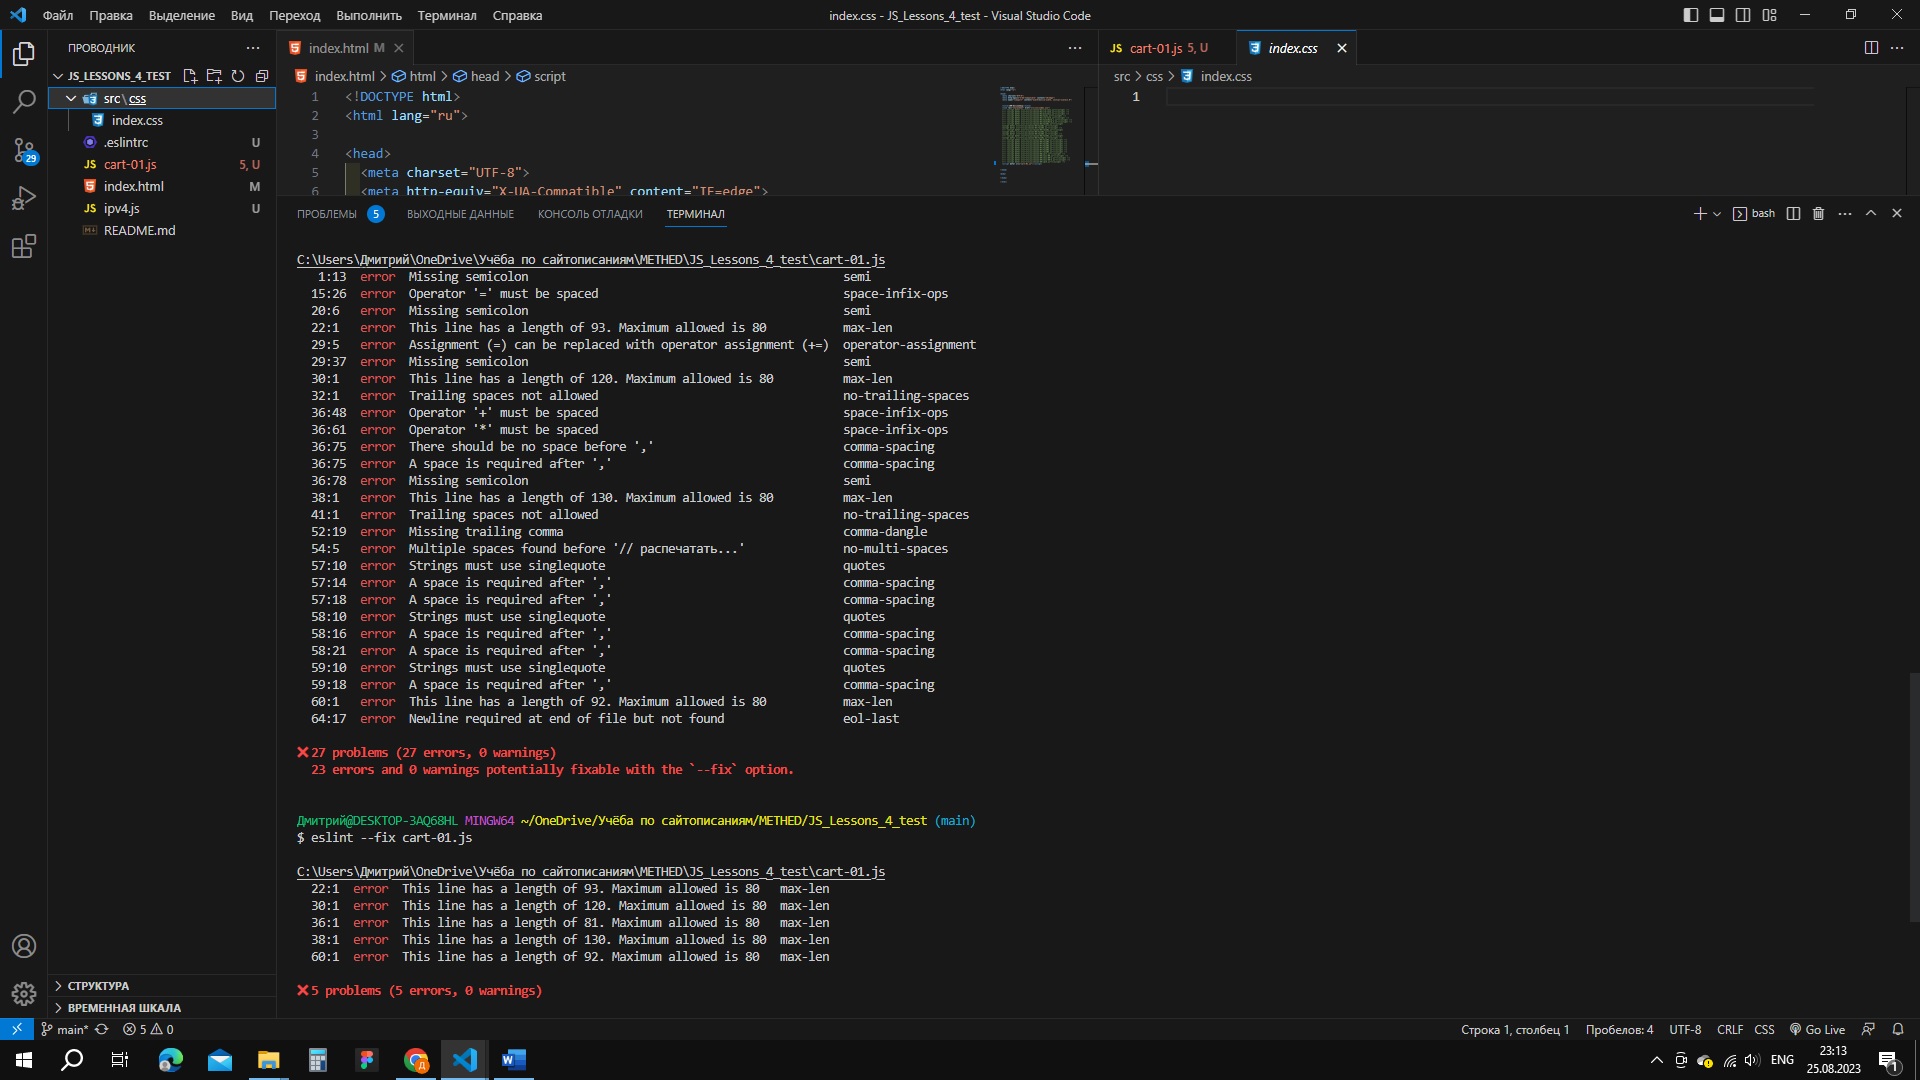 Файл Правка Выделение Вид Переход Выполнить Терминал Справка
index.css - JS_Lessons_4_test - Visual Studio Code
ПРОВОДНИК
JS_LESSONS_4_TEST
src\css
index.css
.eslintrc U
JS cart-01.js 5, U
index.html M
JS ipv4.js U
README.md
СТРУКТУРА
ВРЕМЕННАЯ ШКАЛА
29
index.html M
index.html > html > head > script
1 <!DOCTYPE html>
2 <html lang="ru">
3
4 <head>
5 <meta charset="UTF-8">
6 <meta http-equiv="X-UA-Compatible" content="IE=edge">
JS cart-01.js 5, U
index.css
src > css > index.css
1
ПРОБЛЕМЫ 5 ВЫХОДНЫЕ ДАННЫЕ КОНСОЛЬ ОТЛАДКИ ТЕРМИНАЛ
bash
C:\Users\Дмитрий\OneDrive\Учёба по сайтописаниям\METHED\JS_Lessons_4_test\cart-01.js
1:13 error Missing semicolon semi
15:26 error Operator '=' must be spaced space-infix-ops
20:6 error Missing semicolon semi
22:1 error This line has a length of 93. Maximum allowed is 80 max-len
29:5 error Assignment (=) can be replaced with operator assignment (+=) operator-assignment
29:37 error Missing semicolon semi
30:1 error This line has a length of 120. Maximum allowed is 80 max-len
32:1 error Trailing spaces not allowed no-trailing-spaces
36:48 error Operator '+' must be spaced space-infix-ops
36:61 error Operator '*' must be spaced space-infix-ops
36:75 error There should be no space before ',' comma-spacing
36:75 error A space is required after ',' comma-spacing
36:78 error Missing semicolon semi
38:1 error This line has a length of 130. Maximum allowed is 80 max-len
41:1 error Trailing spaces not allowed no-trailing-spaces
52:19 error Missing trailing comma comma-dangle
54:5 error Multiple spaces found before '// распечатать...' no-multi-spaces
57:10 error Strings must use singlequote quotes
57:14 error A space is required after ',' comma-spacing
57:18 error A space is required after ',' comma-spacing
58:10 error Strings must use singlequote quotes
58:16 error A space is required after ',' comma-spacing
58:21 error A space is required after ',' comma-spacing
59:10 error Strings must use singlequote quotes
59:18 error A space is required after ',' comma-spacing
60:1 error This line has a length of 92. Maximum allowed is 80 max-len
64:17 error Newline required at end of file but not found eol-last
27 problems (27 errors, 0 warnings)
23 errors and 0 warnings potentially fixable with the `--fix` option.
Дмитрий@DESKTOP-3AQ68HL MINGW64 ~/OneDrive/Учёба по сайтописаниям/METHED/JS_Lessons_4_test (main)
$ eslint --fix cart-01.js
C:\Users\Дмитрий\OneDrive\Учёба по сайтописаниям\METHED\JS_Lessons_4_test\cart-01.js
22:1 error This line has a length of 93. Maximum allowed is 80 max-len
30:1 error This line has a length of 120. Maximum allowed is 80 max-len
36:1 error This line has a length of 81. Maximum allowed is 80 max-len
38:1 error This line has a length of 130. Maximum allowed is 80 max-len
60:1 error This line has a length of 92. Maximum allowed is 80 max-len
5 problems (5 errors, 0 warnings)
main* 5 0
Строка 1, столбец 1 Пробелов: 4 UTF-8 CRLF CSS Go Live
ENG
23:13
25.08.2023
1